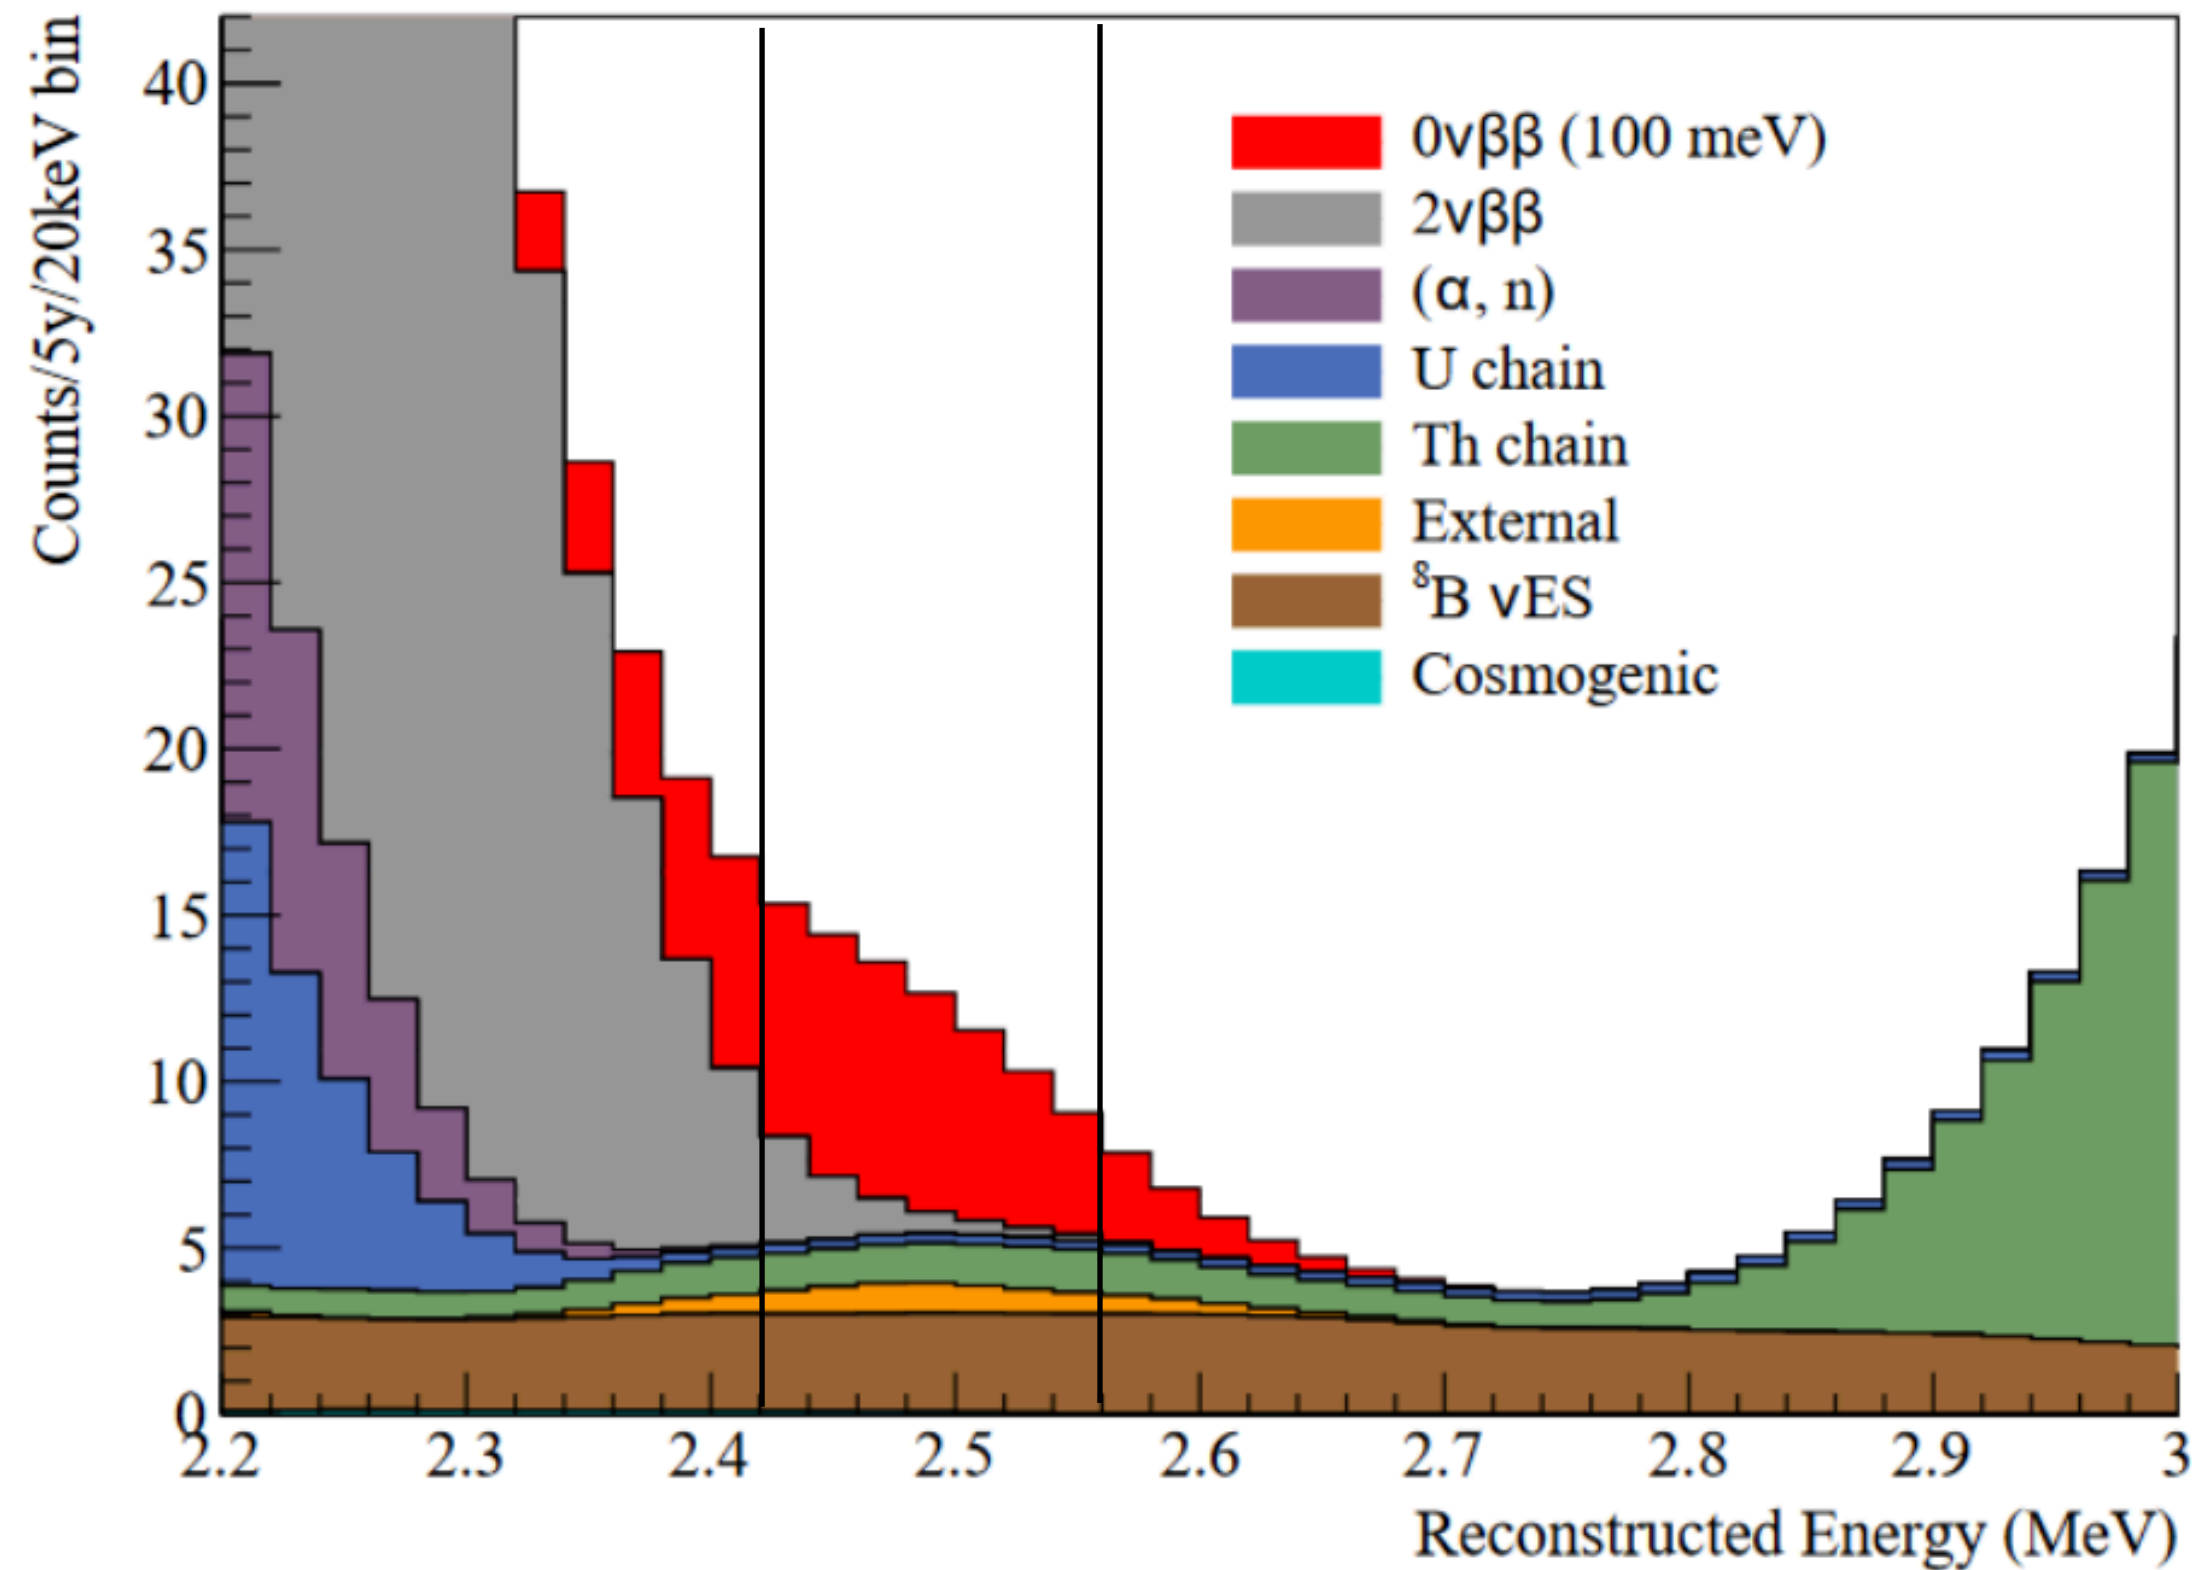 Counts/5y/20keV bin
40
35
30
25
20
15
10
5
0
0νββ (100 meV)
2νββ
(α, n)
U chain
Th chain
External
⁸B νES
Cosmogenic
2.2 2.3 2.4 2.5 2.6 2.7 2.8 2.9 3
Reconstructed Energy (MeV)